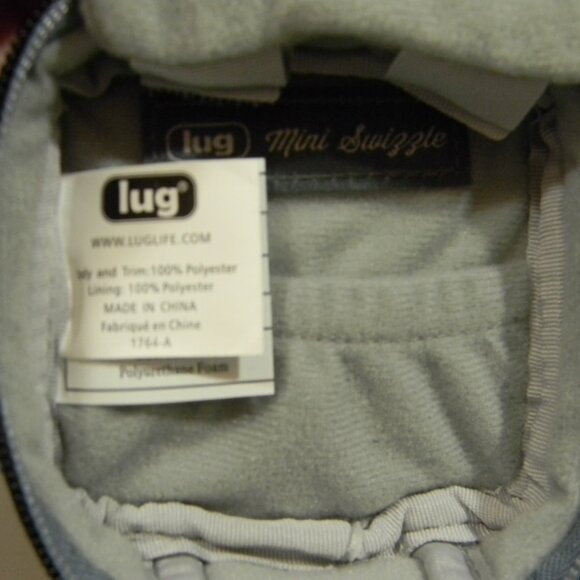 lug Mini Swizzle
lug®
WWW.LUGLIFE.COM
and Trim: 100% Polyester
Lining: 100% Polyester
MADE IN CHINA
Fabriqué en Chine
1764-A
Polyurethane Foam